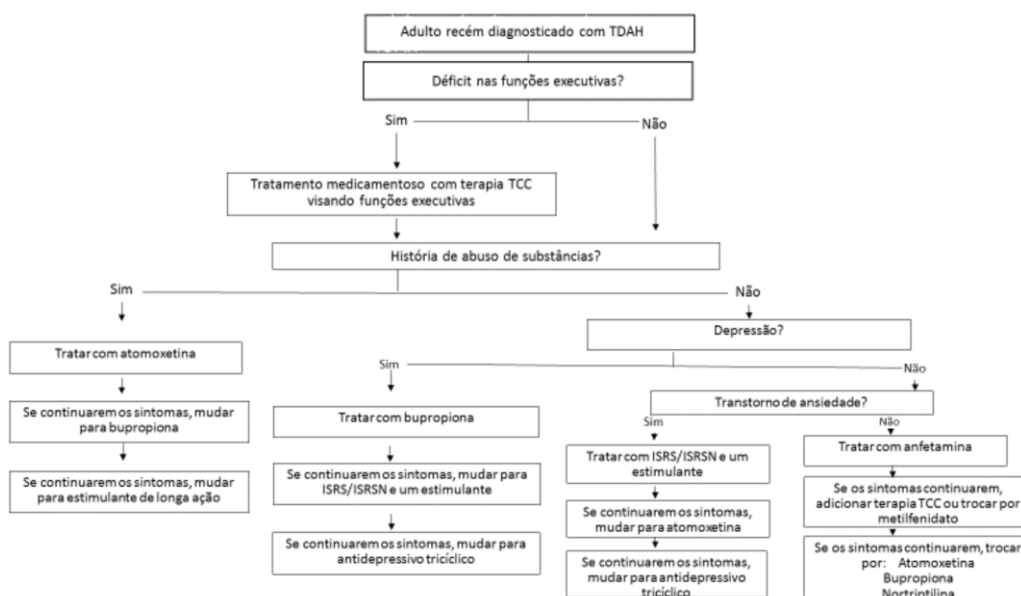 Adulto recém diagnosticado com TDAH
Déficit nas funções executivas?
Sim
Não
Tratamento medicamentoso com terapia TCC
visando funções executivas
História de abuso de substâncias?
Sim
Não
Depressão?
Tratar com atomoxetina
Sim
Não
Se continuarem os sintomas, mudar
para bupropiona
Tratar com bupropiona
Transtorno de ansiedade?
Sim
Não
Tratar com ISRS/ISRSN e um
estimulante
Tratar com anfetamina
Se continuarem os sintomas, mudar
para estimulante de longa ação
Se continuarem os sintomas, mudar para
ISRS/ISRSN e um estimulante
Se continuarem os sintomas,
mudar para atomoxetina
Se os sintomas continuarem,
adicionar terapia TCC ou trocar por
metilfenidato
Se continuarem os sintomas, mudar para
antidepressivo tricíclico
Se continuarem os sintomas,
mudar para antidepressivo
tricíclico
Se os sintomas continuarem, trocar
por: Atomoxetina
Bupropiona
Nortriptilina